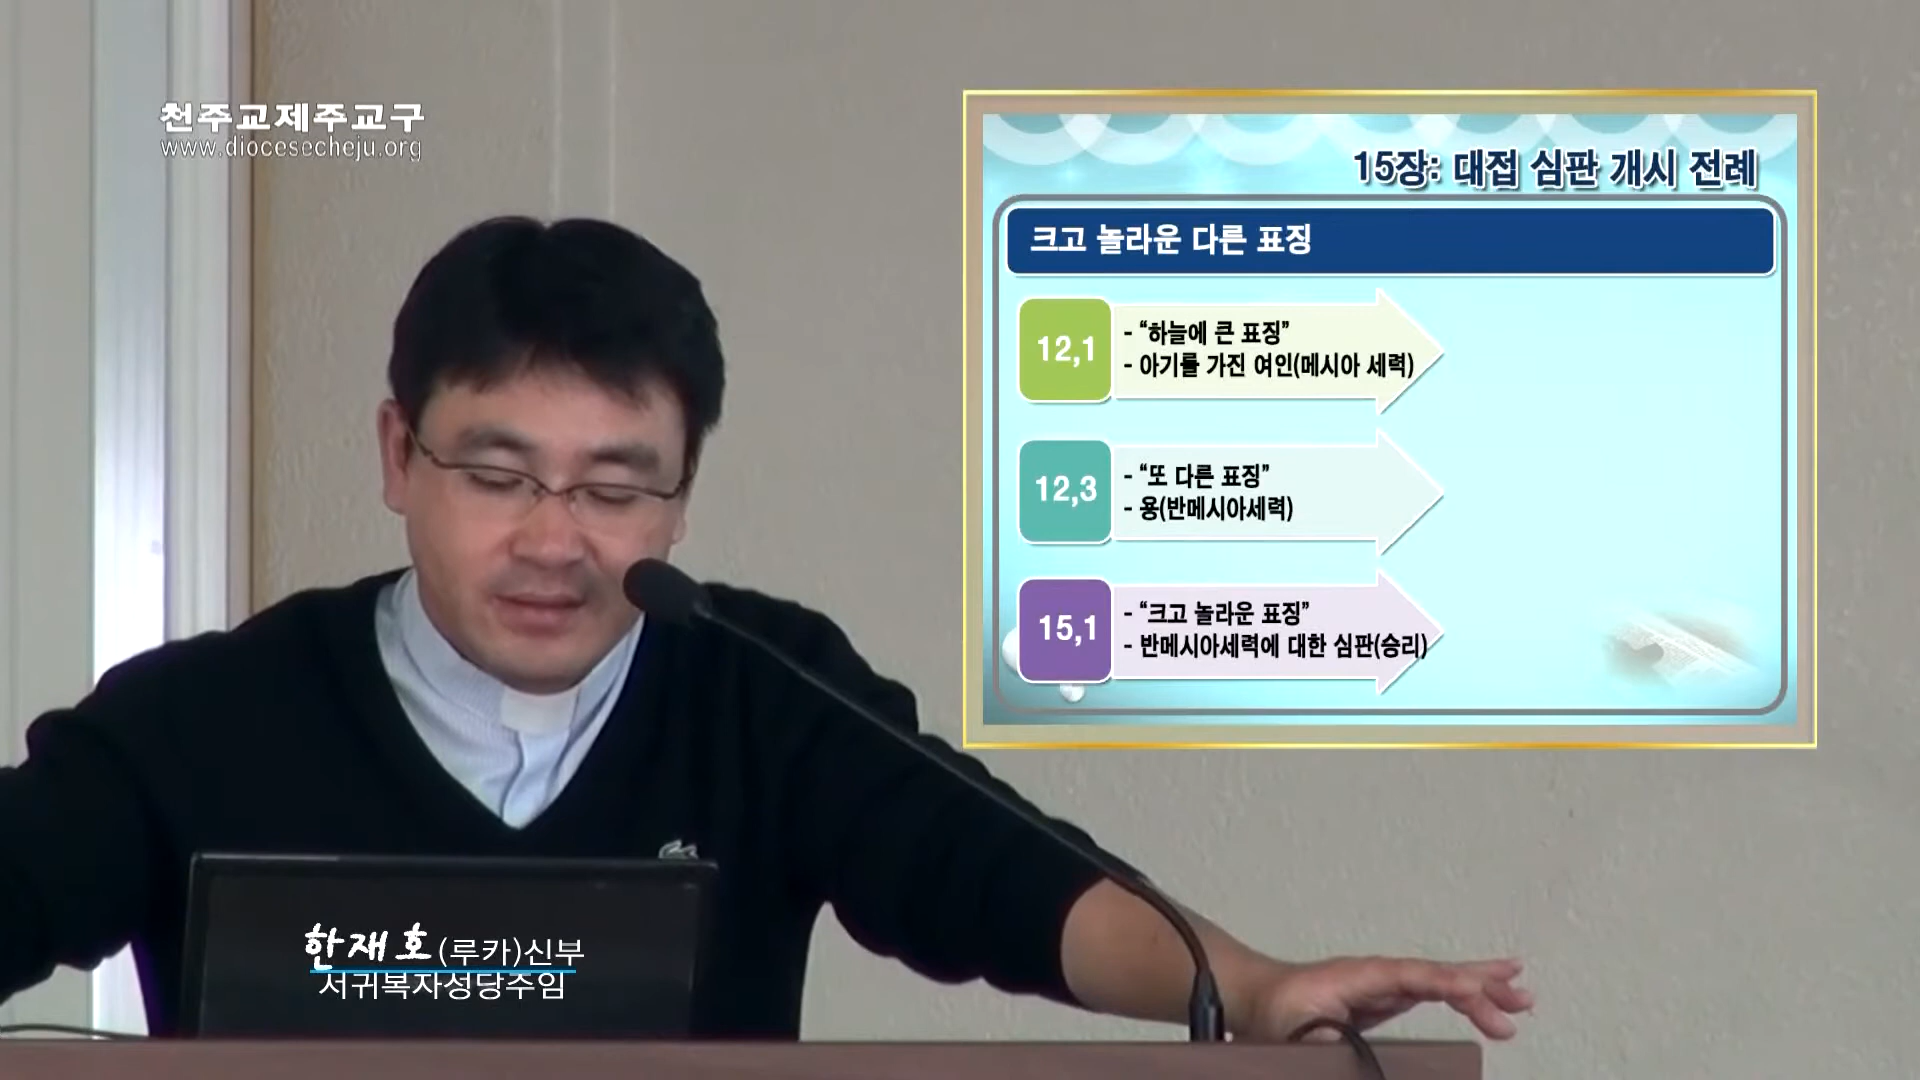 천주교제주교구
www.diocesecheju.org
15장: 대접 심판 개시 전례
크고 놀라운 다른 표징
12,1
- “하늘에 큰 표징”
- 아기를 가진 여인(메시아 세력)
12,3
- “또 다른 표징”
- 용(반메시아세력)
15,1
- “크고 놀라운 표징”
- 반메시아세력에 대한 심판(승리)
한재호(루카)신부
서귀복자성당주임